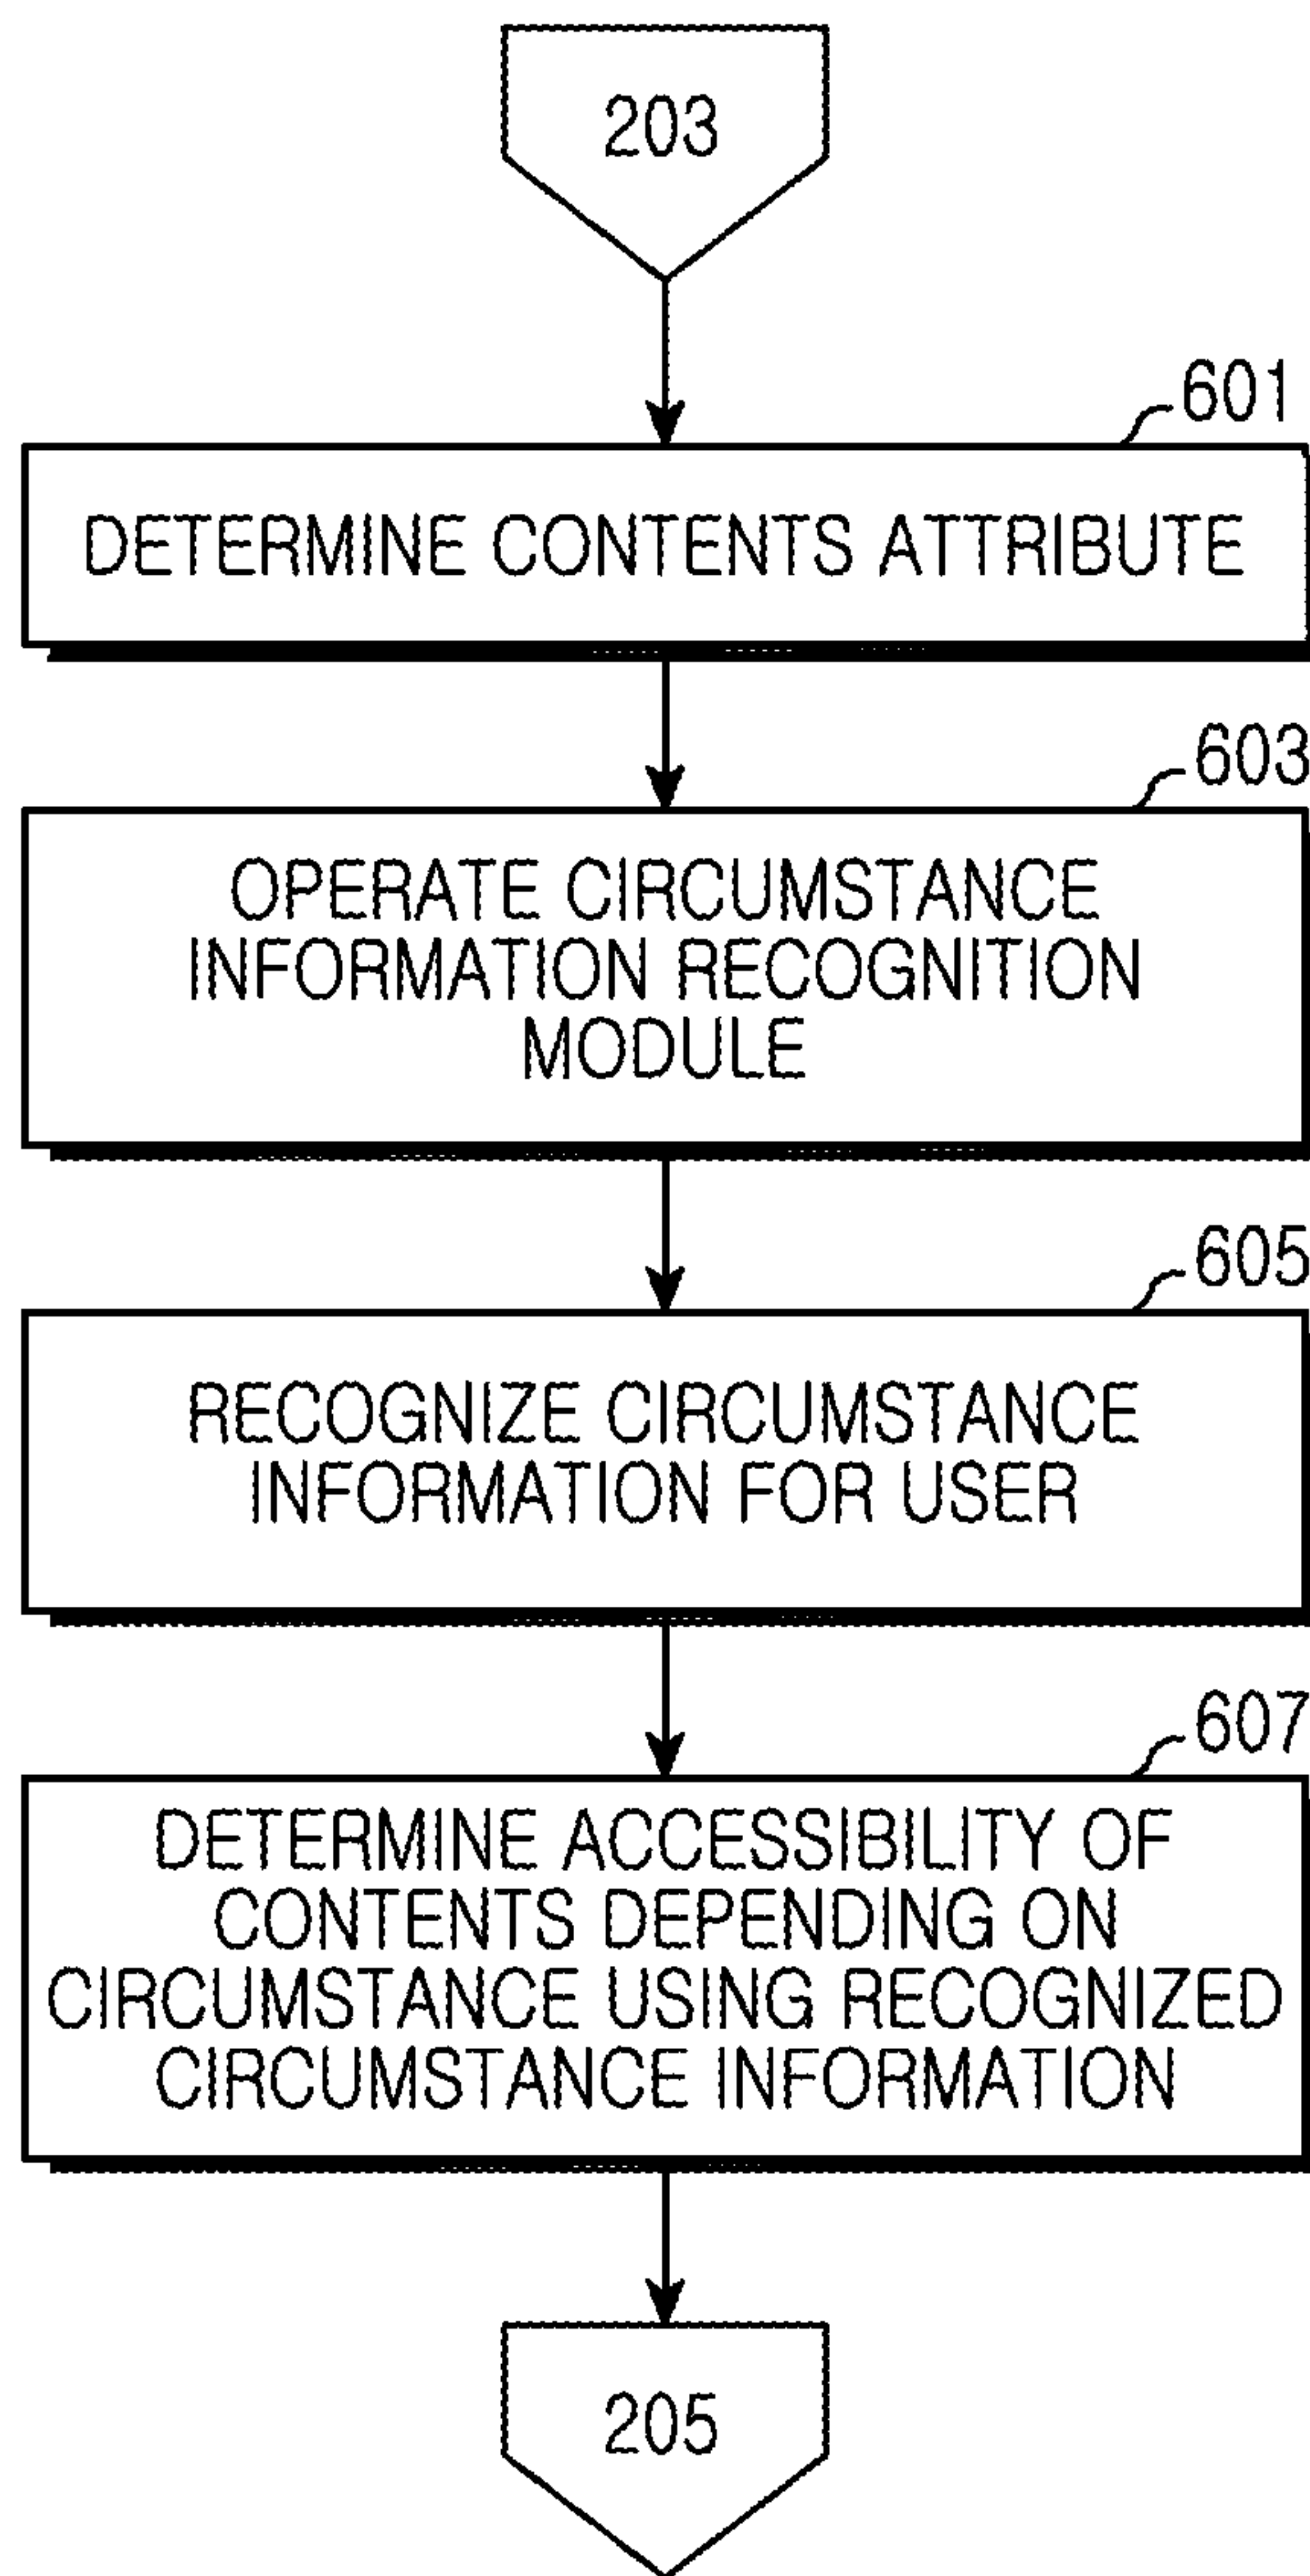 203
601
DETERMINE CONTENTS ATTRIBUTE
603
OPERATE CIRCUMSTANCE
INFORMATION RECOGNITION
MODULE
605
RECOGNIZE CIRCUMSTANCE
INFORMATION FOR USER
607
DETERMINE ACCESSIBILITY OF
CONTENTS DEPENDING ON
CIRCUMSTANCE USING RECOGNIZED
CIRCUMSTANCE INFORMATION
205